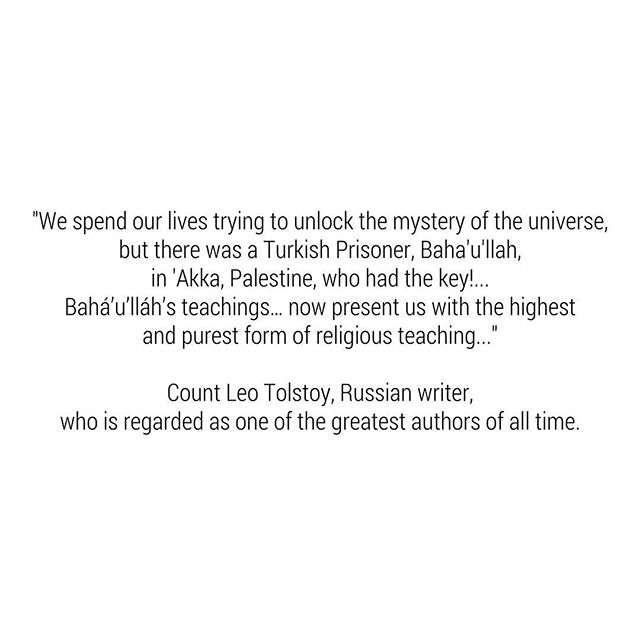 "We spend our lives trying to unlock the mystery of the universe,
but there was a Turkish Prisoner, Baha'u'llah,
in 'Akka, Palestine, who had the key!...
Bahá’u’lláh’s teachings... now present us with the highest
and purest form of religious teaching..."
Count Leo Tolstoy, Russian writer,
who is regarded as one of the greatest authors of all time.